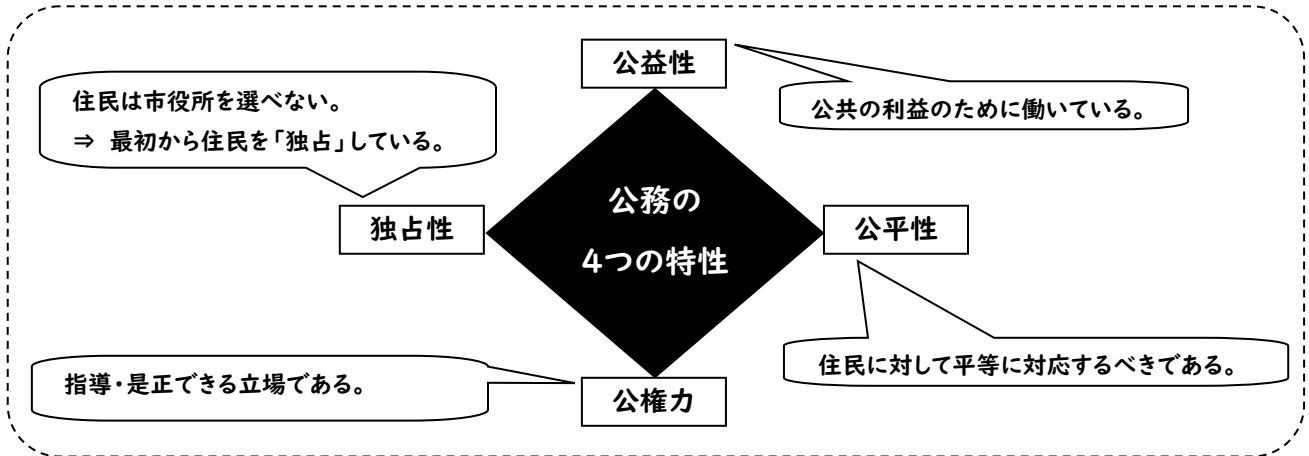 公益性
公共の利益のために働いている。
住民は市役所を選べない。
⇒ 最初から住民を「独占」している。
独占性
公務の
4つの特性
公平性
住民に対して平等に対応するべきである。
指導・是正できる立場である。
公権力